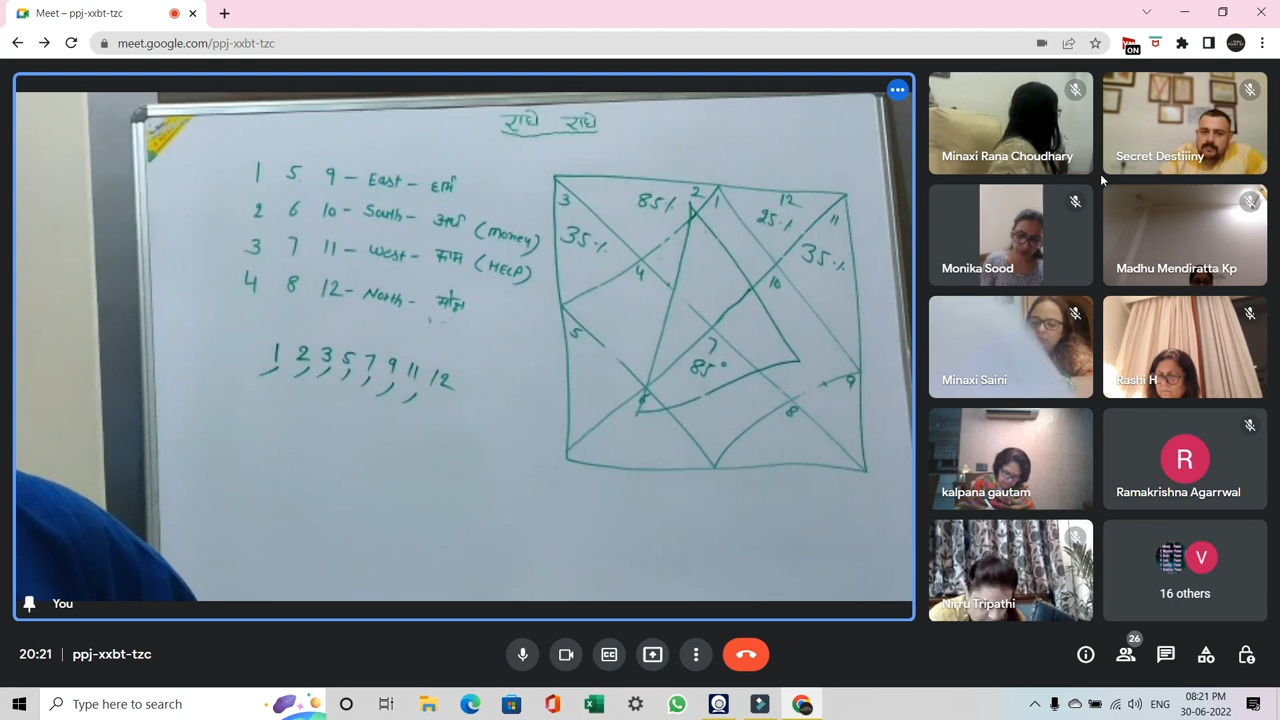 Meet – ppj-xxbt-tzc
meet.google.com/ppj-xxbt-tzc
ON
राधे राधे
1 5 9 – East – धर्म
2 6 10 – South – अर्थ (Money)
3 7 11 – West – काम (HELP)
4 8 12 – North – मोक्ष
1, 2, 3, 5, 7, 9, 11, 12
3 85% 2 1 12 25% 11
35% 35%
4 10
5 7
85°
6 8 9
You
Minaxi Rana Choudhary
Secret Destiiiny
Monika Sood
Madhu Mendiratta Kp
Minaxi Saini
Rashi H
kalpana gautam
R
Ramakrishna Agarrwal
Nirru Tripathi
V
16 others
20:21 | ppj-xxbt-tzc
26
Type here to search
ENG
08:21 PM
30-06-2022